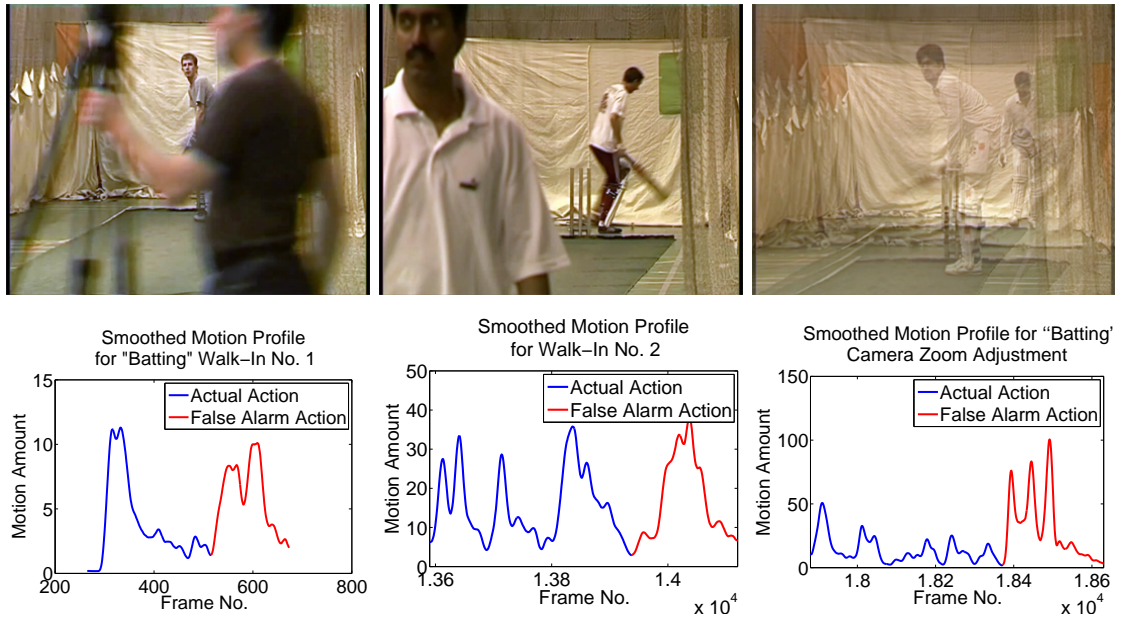 Smoothed Motion Profile
for "Batting" Walk−In No. 1
15
10
5
0
200
400
600
800
Motion Amount
Frame No.
Actual Action
False Alarm Action
Smoothed Motion Profile
for Walk−In No. 2
50
40
30
20
10
0
1.36
1.38
1.4
x 10^4
Motion Amount
Frame No.
Actual Action
False Alarm Action
Smoothed Motion Profile for ‘‘Batting’
Camera Zoom Adjustment
150
100
50
0
1.8
1.82
1.84
1.86
x 10^4
Motion Amount
Frame No.
Actual Action
False Alarm Action